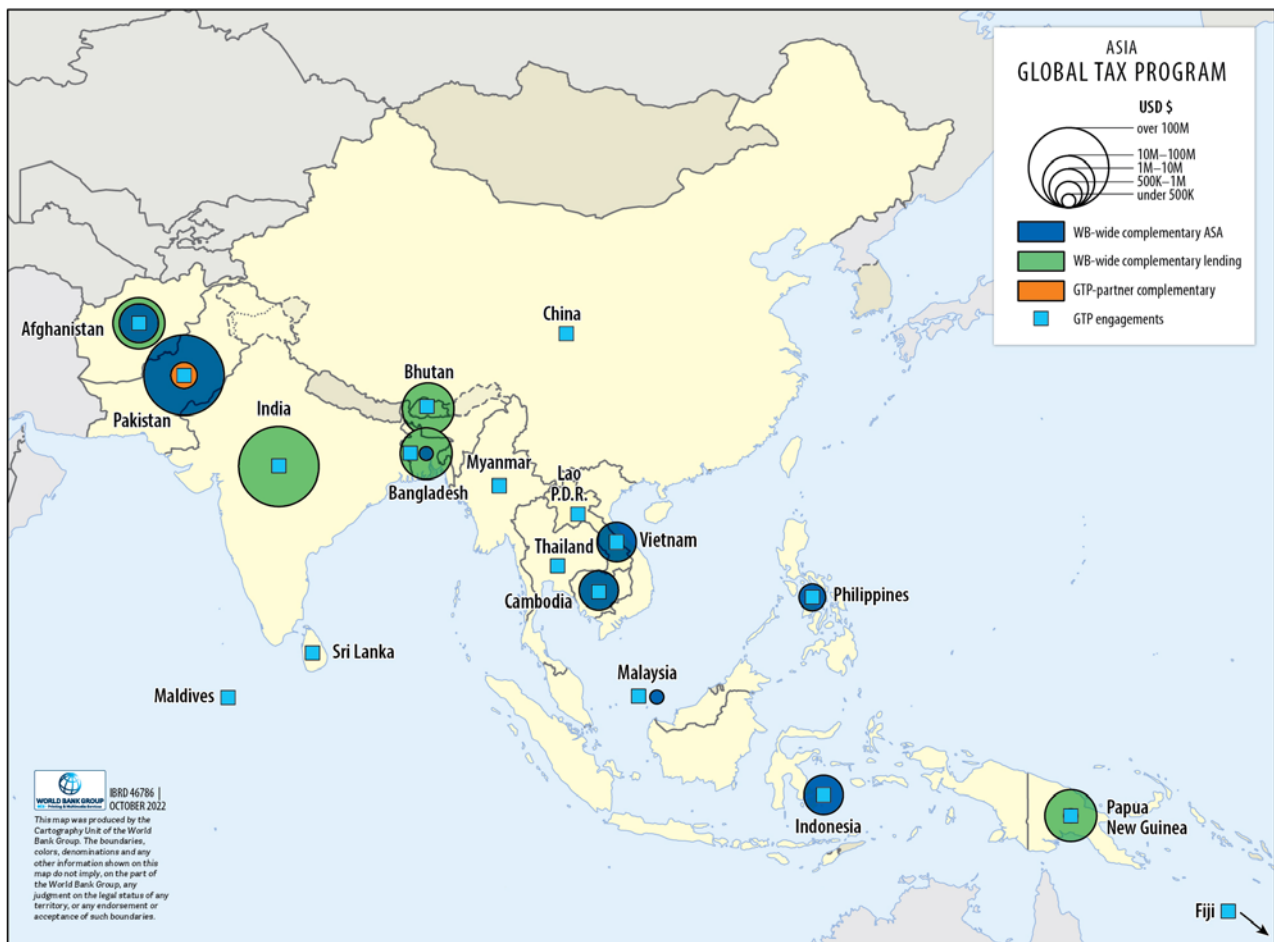 ASIA
GLOBAL TAX PROGRAM
USD $
over 100M
10M–100M
1M–10M
500K–1M
under 500K
WB-wide complementary ASA
WB-wide complementary lending
GTP-partner complementary
GTP engagements
Afghanistan
China
Bhutan
Pakistan
India
Myanmar
Lao
P.D.R.
Bangladesh
Vietnam
Thailand
Cambodia
Philippines
Sri Lanka
Malaysia
Maldives
Indonesia
Papua
New Guinea
Fiji
WORLD BANK GROUP
IBRD 46786 |
OCTOBER 2022
This map was produced by the
Cartography Unit of the World
Bank Group. The boundaries,
colors, denominations and any
other information shown on this
map do not imply, on the part of
the World Bank Group, any
judgment on the legal status of any
territory, or any endorsement or
acceptance of such boundaries.